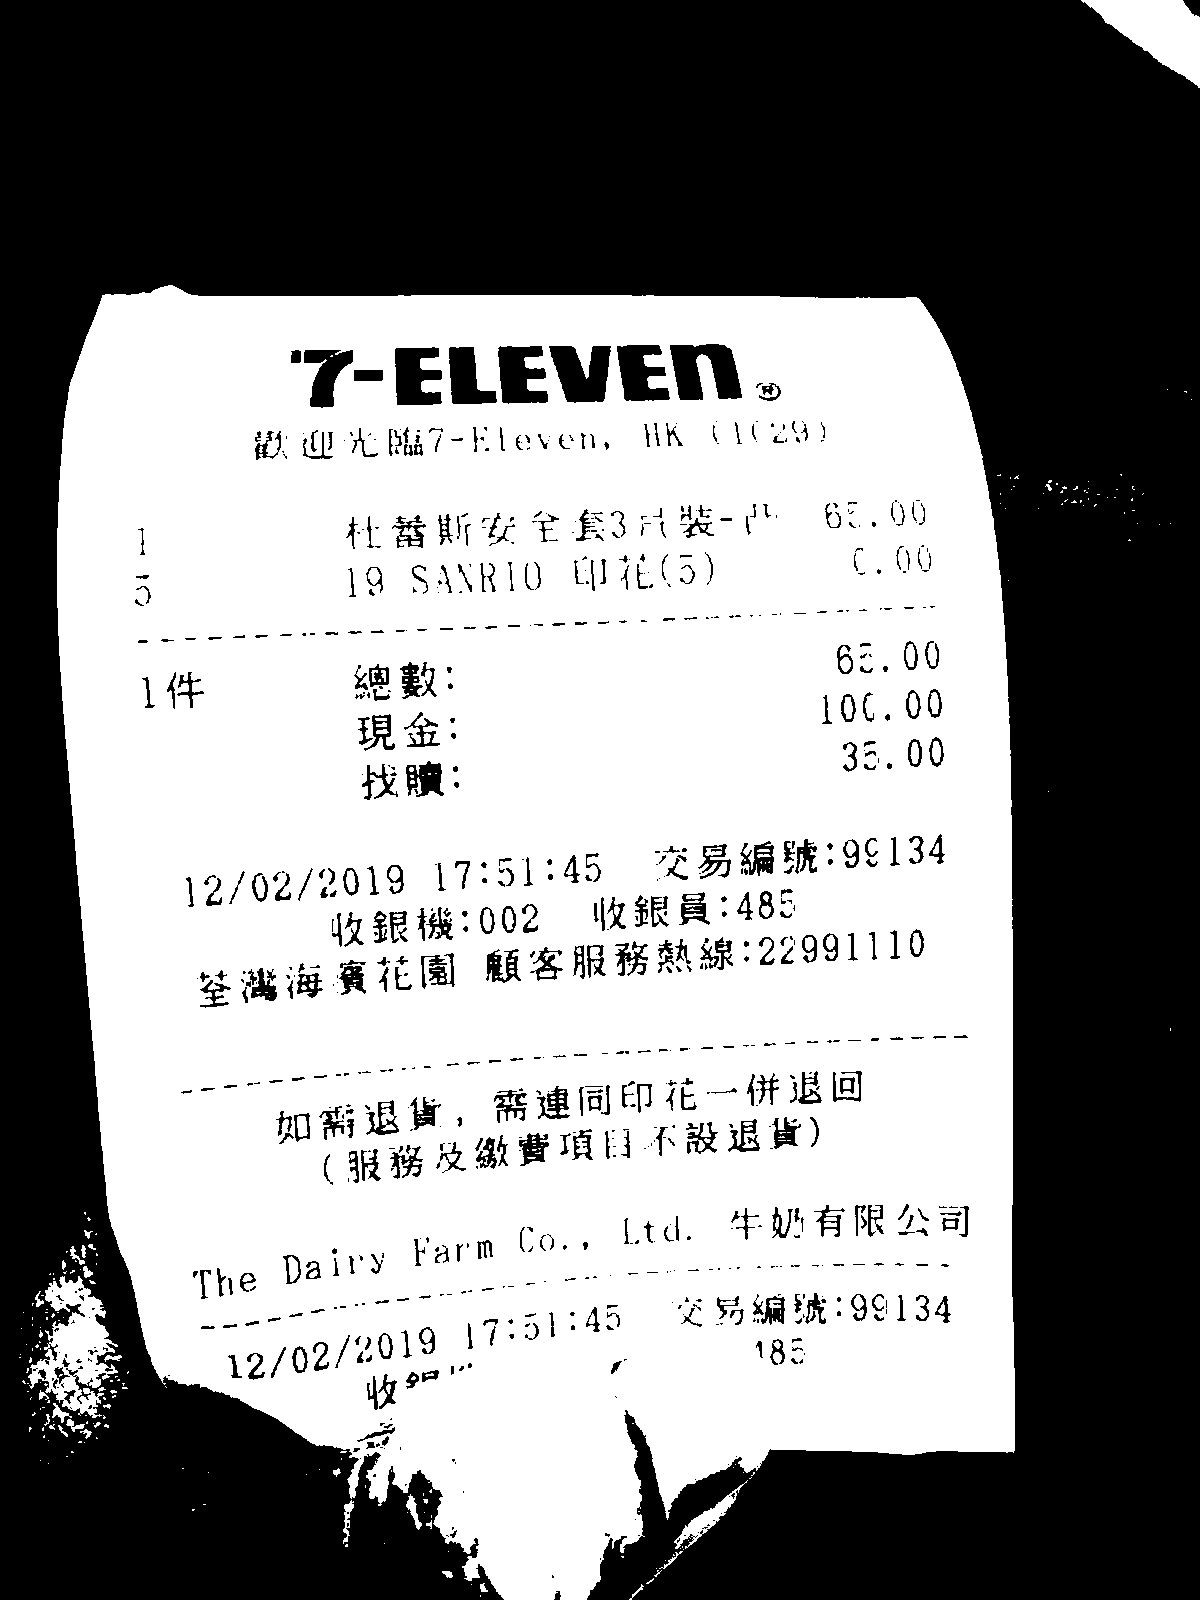 7-ELEVEN®
歡迎光臨7-Eleven, HK (1029)
1 杜蕾斯安全套3片裝- 65.00
5 19 SANRIO 印花(5) 0.00
1件 總數: 65.00
現金: 100.00
找贖: 35.00
12/02/2019 17:51:45 交易編號:99134
收銀機:002 收銀員:485
荃灣海賓花園 顧客服務熱線:22991110
如需退貨, 需連同印花一併退回
(服務及繳費項目不設退貨)
The Dairy Farm Co., Ltd. 牛奶有限公司
12/02/2019 17:51:45 交易編號:99134
收 485